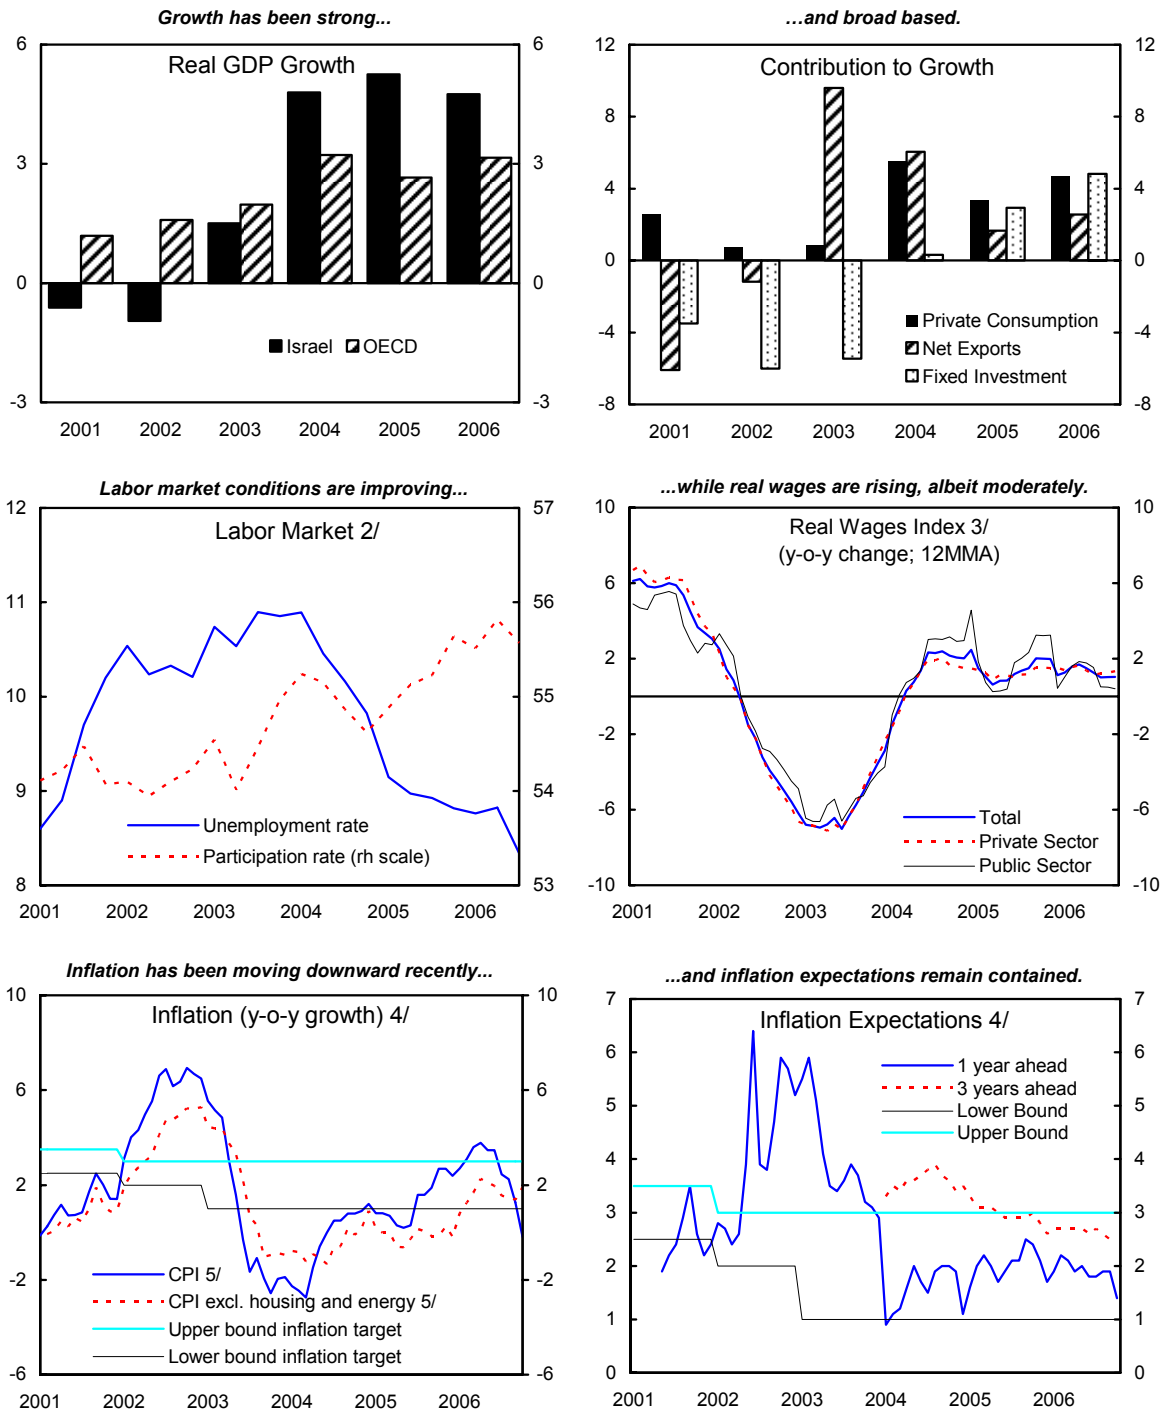 Growth has been strong...
Real GDP Growth
6
3
0
-3
6
3
0
-3
Israel
OECD
2001 2002 2003 2004 2005 2006
...and broad based.
Contribution to Growth
12
8
4
0
-4
-8
12
8
4
0
-4
-8
Private Consumption
Net Exports
Fixed Investment
2001 2002 2003 2004 2005 2006
Labor market conditions are improving...
Labor Market 2/
12
11
10
9
8
57
56
55
54
53
Unemployment rate
Participation rate (rh scale)
2001 2002 2003 2004 2005 2006
...while real wages are rising, albeit moderately.
Real Wages Index 3/
(y-o-y change; 12MMA)
10
6
2
-2
-6
-10
10
6
2
-2
-6
-10
Total
Private Sector
Public Sector
2001 2002 2003 2004 2005 2006
Inflation has been moving downward recently...
Inflation (y-o-y growth) 4/
10
6
2
-2
-6
10
6
2
-2
-6
CPI 5/
CPI excl. housing and energy 5/
Upper bound inflation target
Lower bound inflation target
2001 2002 2003 2004 2005 2006
...and inflation expectations remain contained.
Inflation Expectations 4/
7
6
5
4
3
2
1
0
7
6
5
4
3
2
1
0
1 year ahead
3 years ahead
Lower Bound
Upper Bound
2001 2002 2003 2004 2005 2006